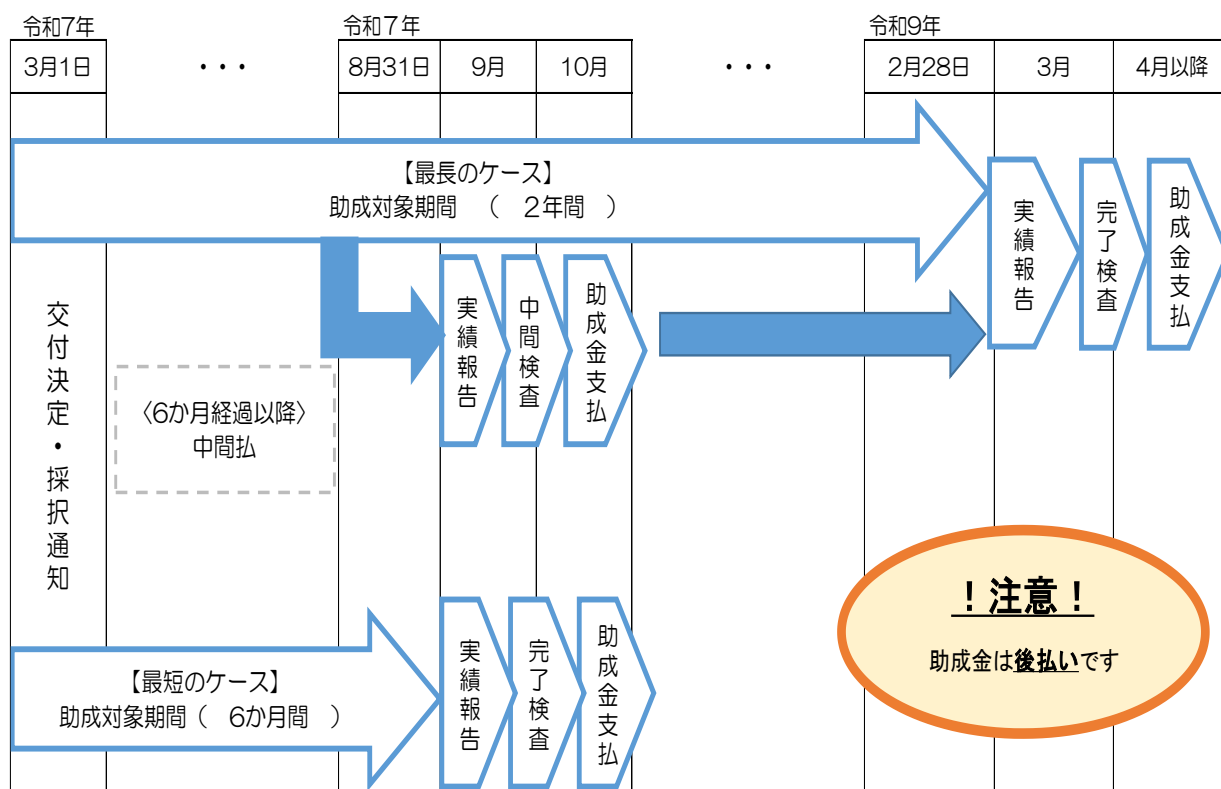 令和7年
令和7年
令和9年
3月1日
・・・
8月31日
9月
10月
・・・
2月28日
3月
4月以降
【最長のケース】
助成対象期間 （ 2年間 ）
実績報告
完了検査
助成金支払
交付決定・採択通知
〈6か月経過以降〉
中間払
実績報告
中間検査
助成金支払
【最短のケース】
助成対象期間（ 6か月間 ）
実績報告
完了検査
助成金支払
！注意！
助成金は後払いです